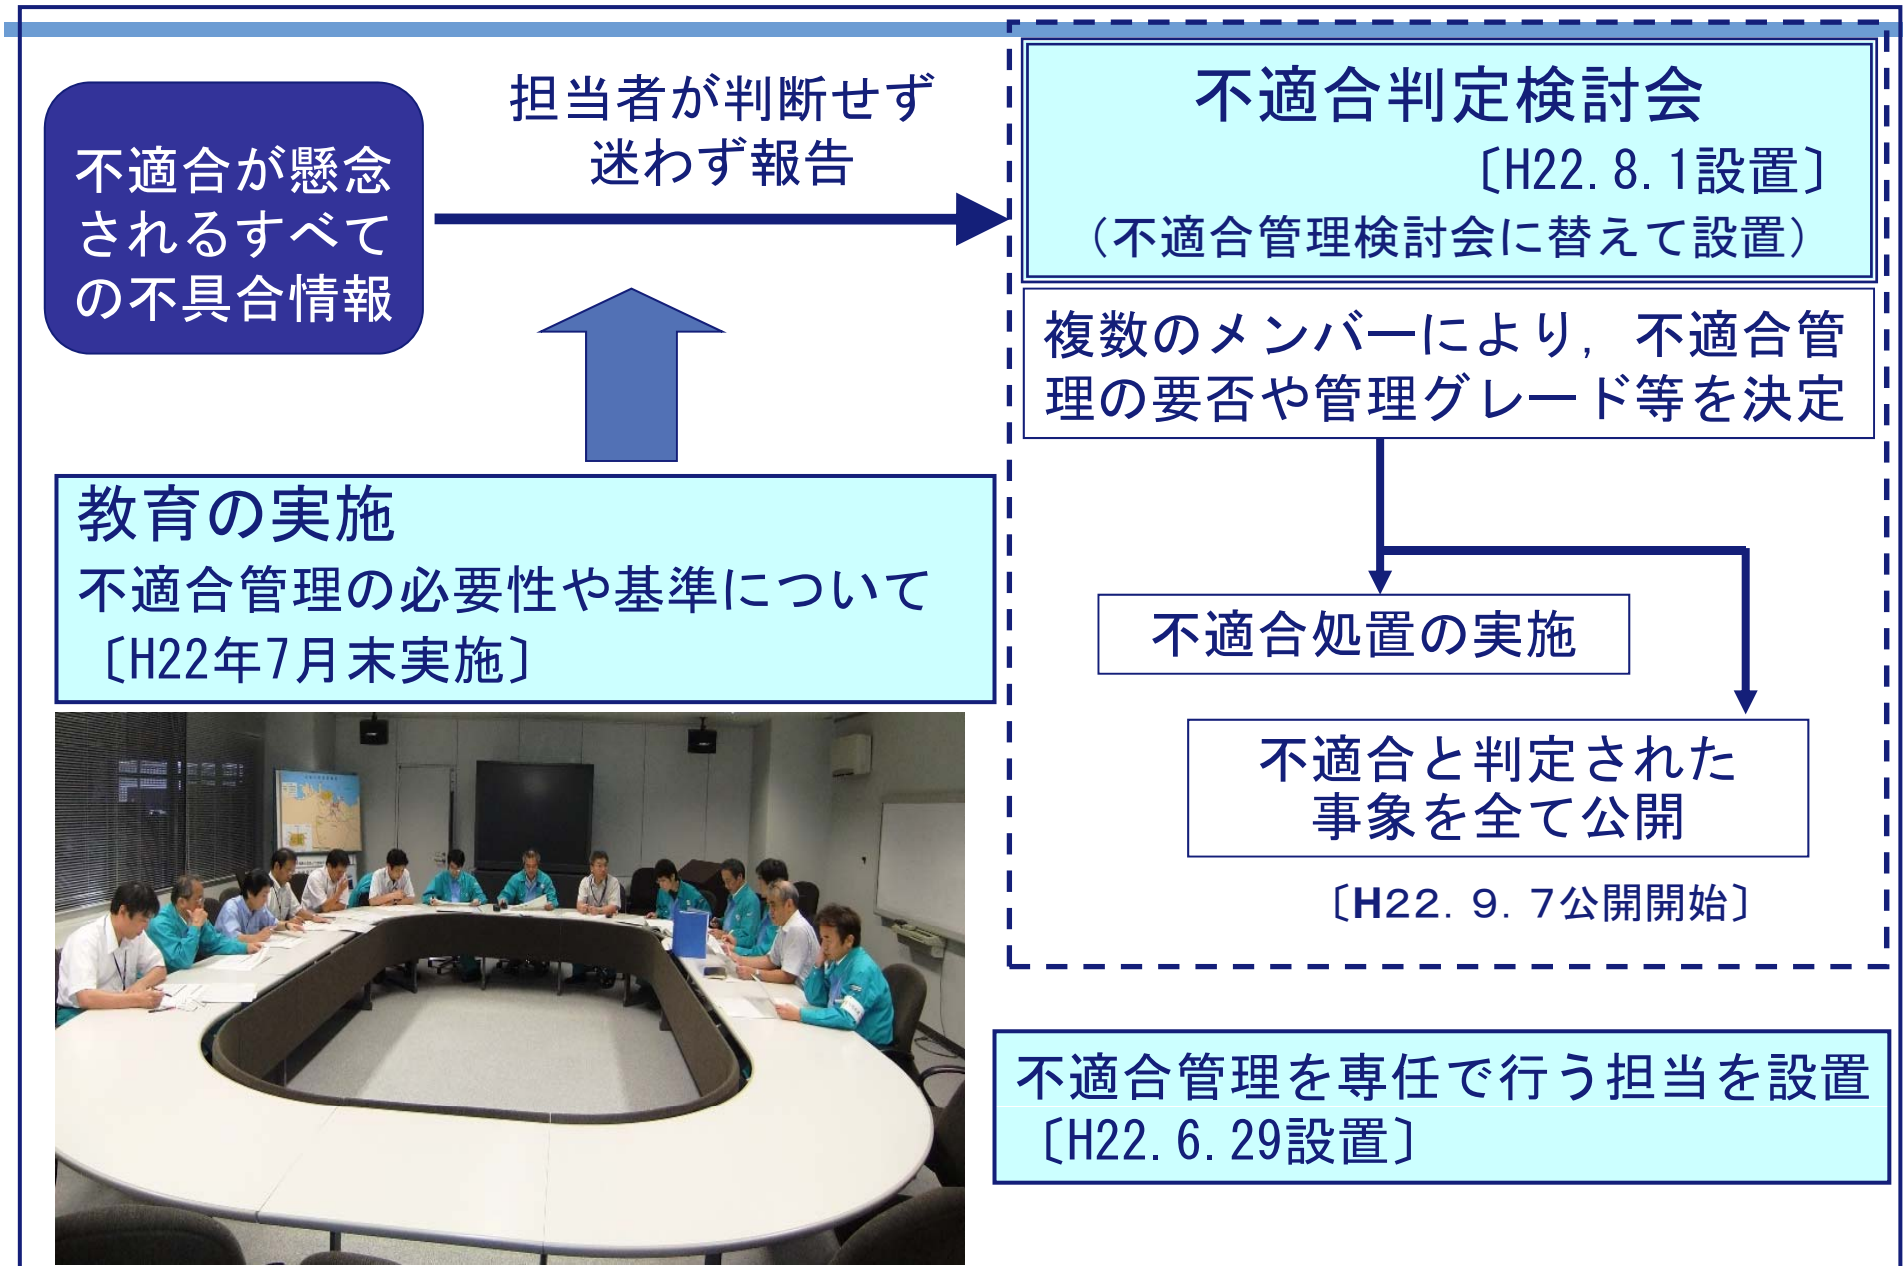 不適合が懸念
されるすべて
の不具合情報
担当者が判断せず
迷わず報告
不適合判定検討会
〔H22.8.1設置〕
（不適合管理検討会に替えて設置）
複数のメンバーにより，不適合管
理の要否や管理グレード等を決定
教育の実施
不適合管理の必要性や基準について
〔H22年7月末実施〕
不適合処置の実施
不適合と判定された
事象を全て公開
〔H22．9．7公開開始〕
不適合管理を専任で行う担当を設置
〔H22.6.29設置〕